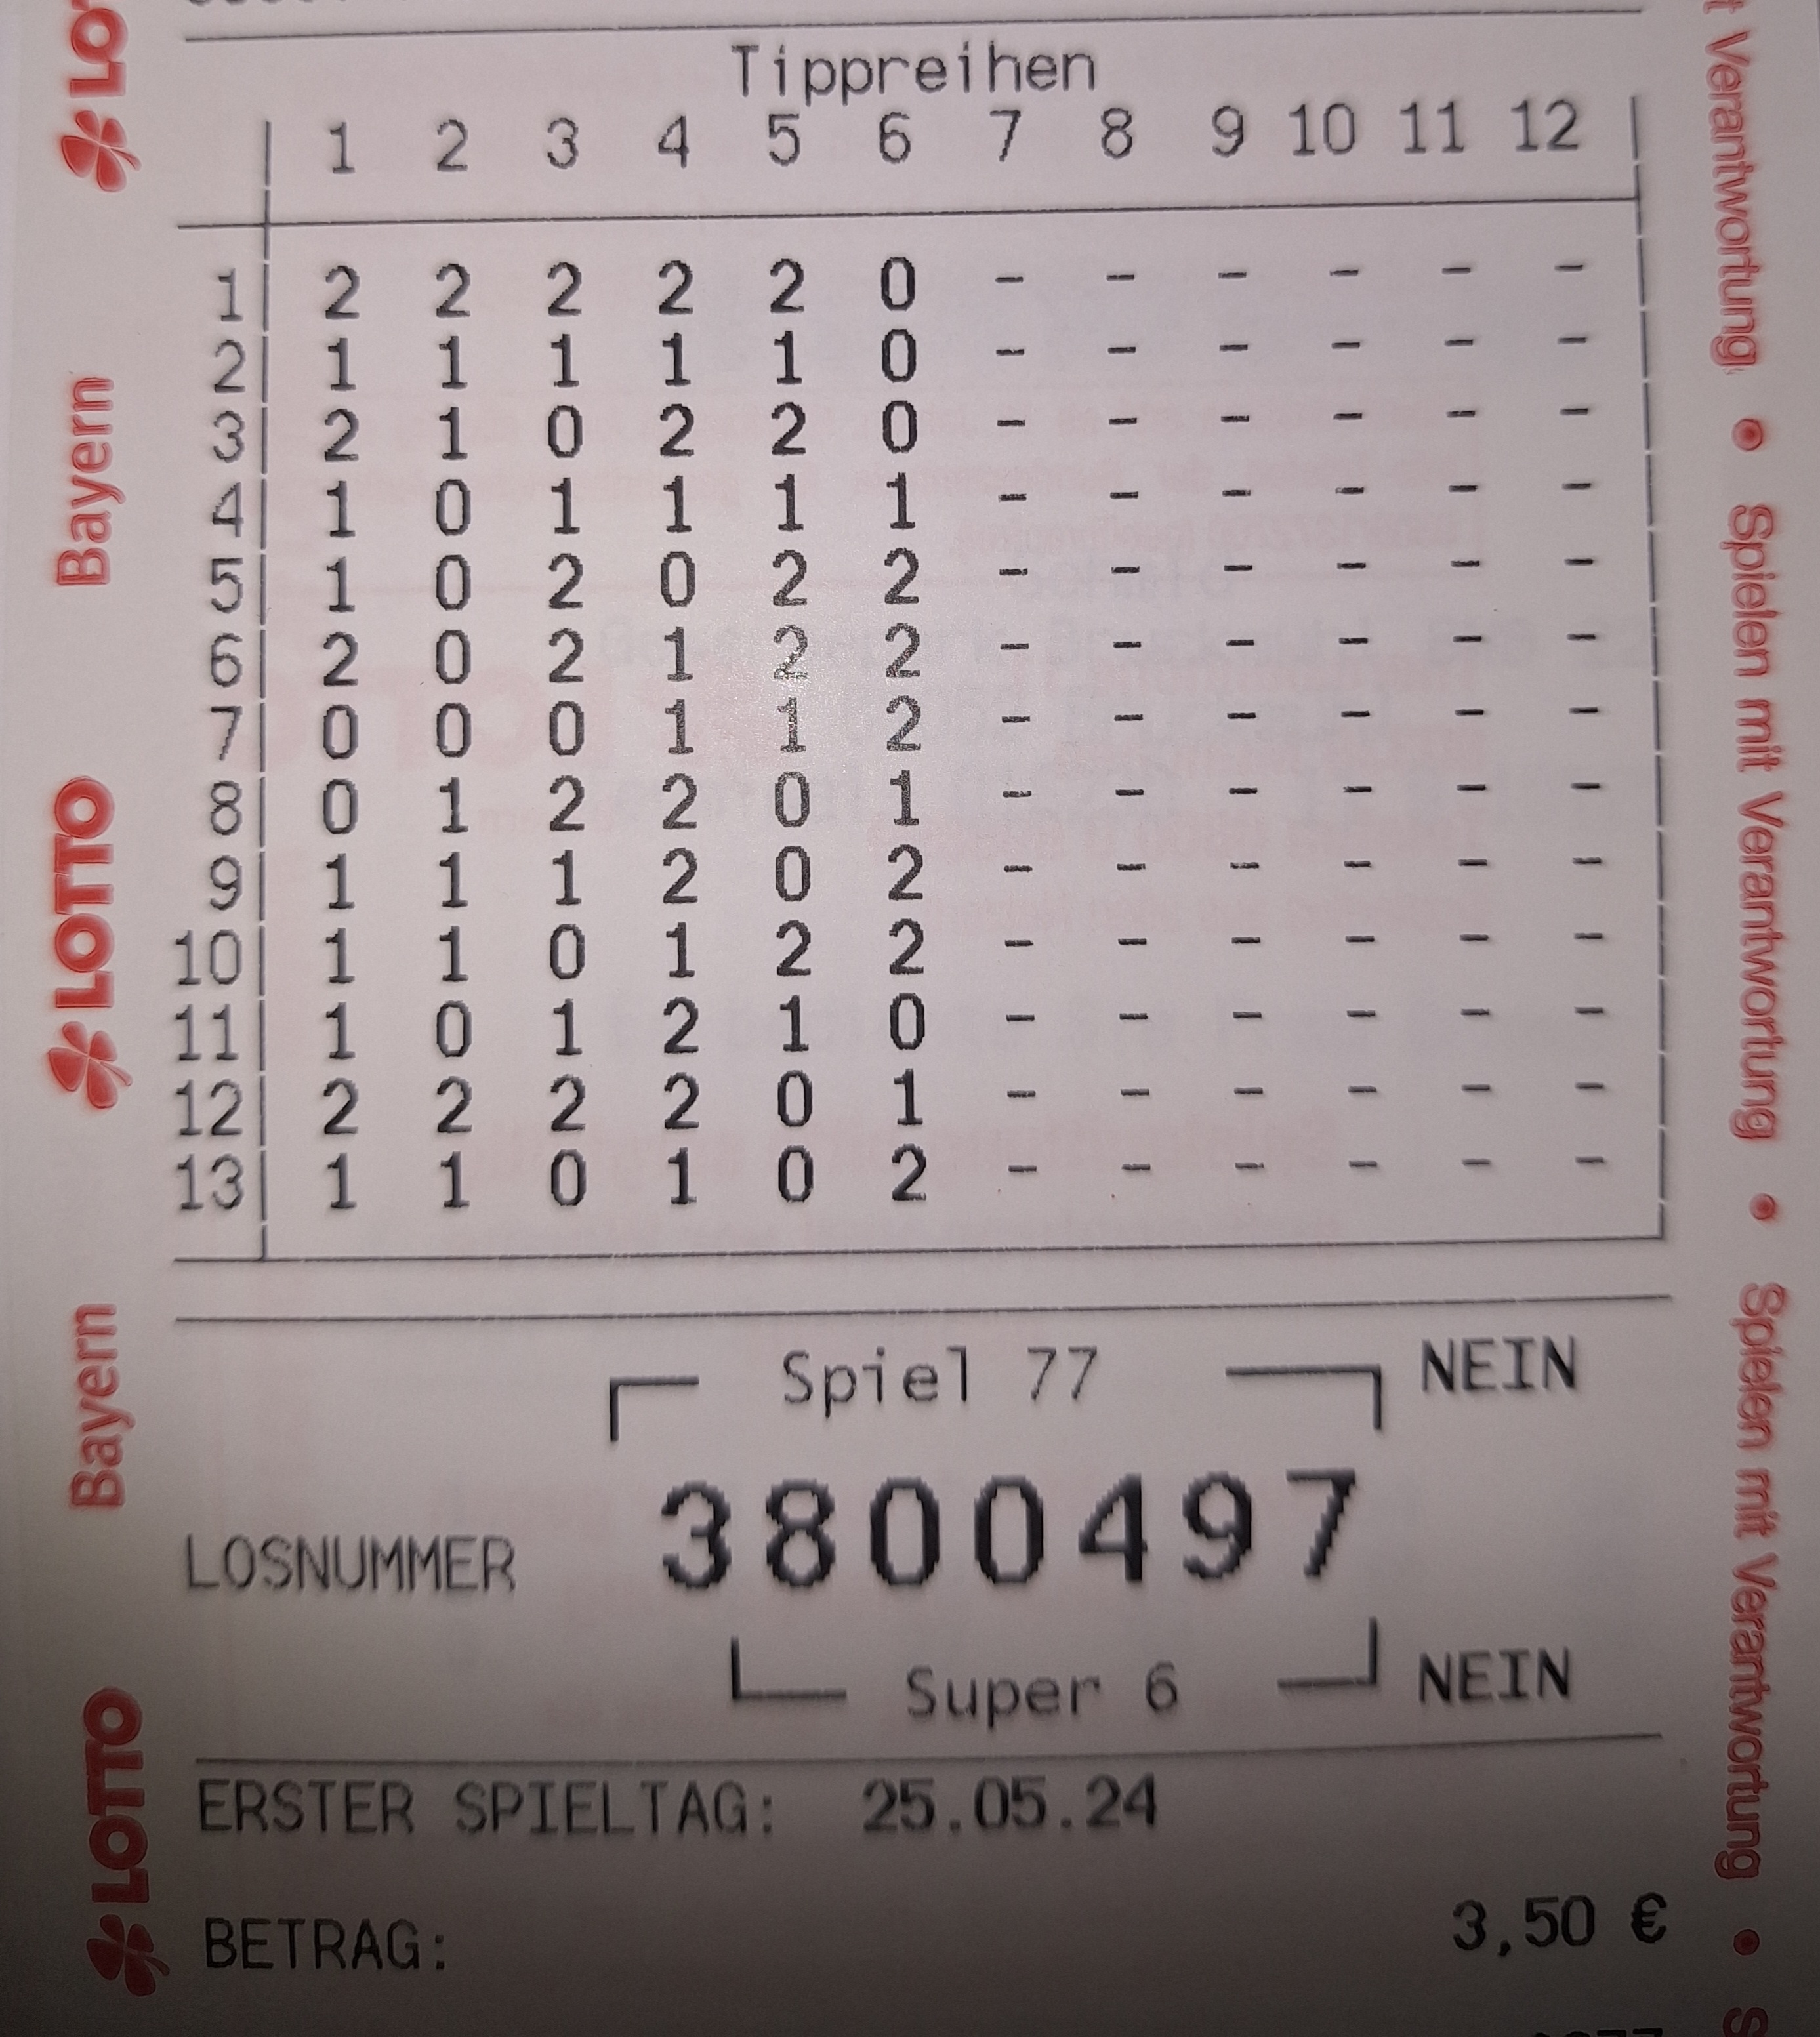 Tippreihen
1 2 3 4 5 6 7 8 9 10 11 12
1 2 2 2 2 2 0 - - - - - -
2 1 1 1 1 1 0 - - - - - -
3 2 1 0 2 2 0 - - - - - -
4 1 0 1 1 1 1 - - - - - -
5 1 0 2 0 2 2 - - - - - -
6 2 0 2 1 2 2 - - - - - -
7 0 0 0 1 1 2 - - - - - -
8 0 1 2 2 0 1 - - - - - -
9 1 1 1 2 0 2 - - - - - -
10 1 1 0 1 2 2 - - - - - -
11 1 0 1 2 1 0 - - - - - -
12 2 2 2 2 0 1 - - - - - -
13 1 1 0 1 0 2 - - - - - -
Spiel 77 NEIN
LOSNUMMER 3800497
Super 6 NEIN
ERSTER SPIELTAG: 25.05.24
BETRAG: 3,50 €
LOTTO Bayern LOTTO Bayern LO
t Verantwortung • Spielen mit Verantwortung • Spielen mit Verantwortung • S